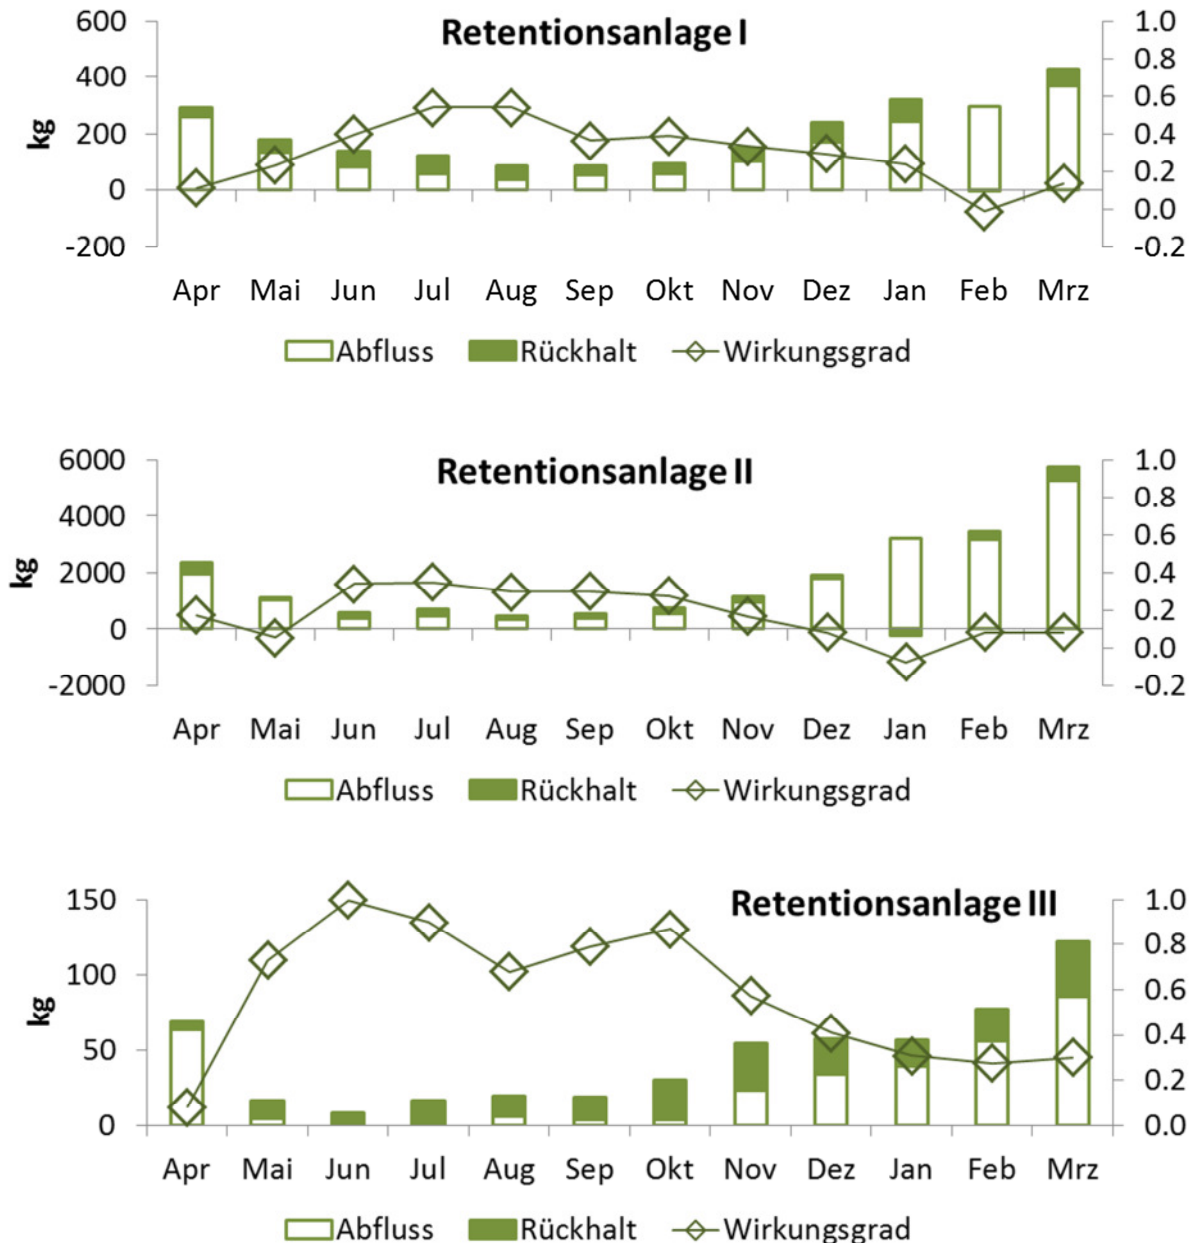 Retentionsanlage I
600 1.0
0.8
400 0.6
kg
200 0.4
0.2
0 0.0
-200 -0.2
Apr Mai Jun Jul Aug Sep Okt Nov Dez Jan Feb Mrz
Abfluss Rückhalt Wirkungsgrad
Retentionsanlage II
6000 1.0
0.8
4000 0.6
kg
2000 0.4
0.2
0 0.0
-2000 -0.2
Apr Mai Jun Jul Aug Sep Okt Nov Dez Jan Feb Mrz
Abfluss Rückhalt Wirkungsgrad
Retentionsanlage III
150 1.0
0.8
100 0.6
kg
50 0.4
0.2
0 0.0
Apr Mai Jun Jul Aug Sep Okt Nov Dez Jan Feb Mrz
Abfluss Rückhalt Wirkungsgrad